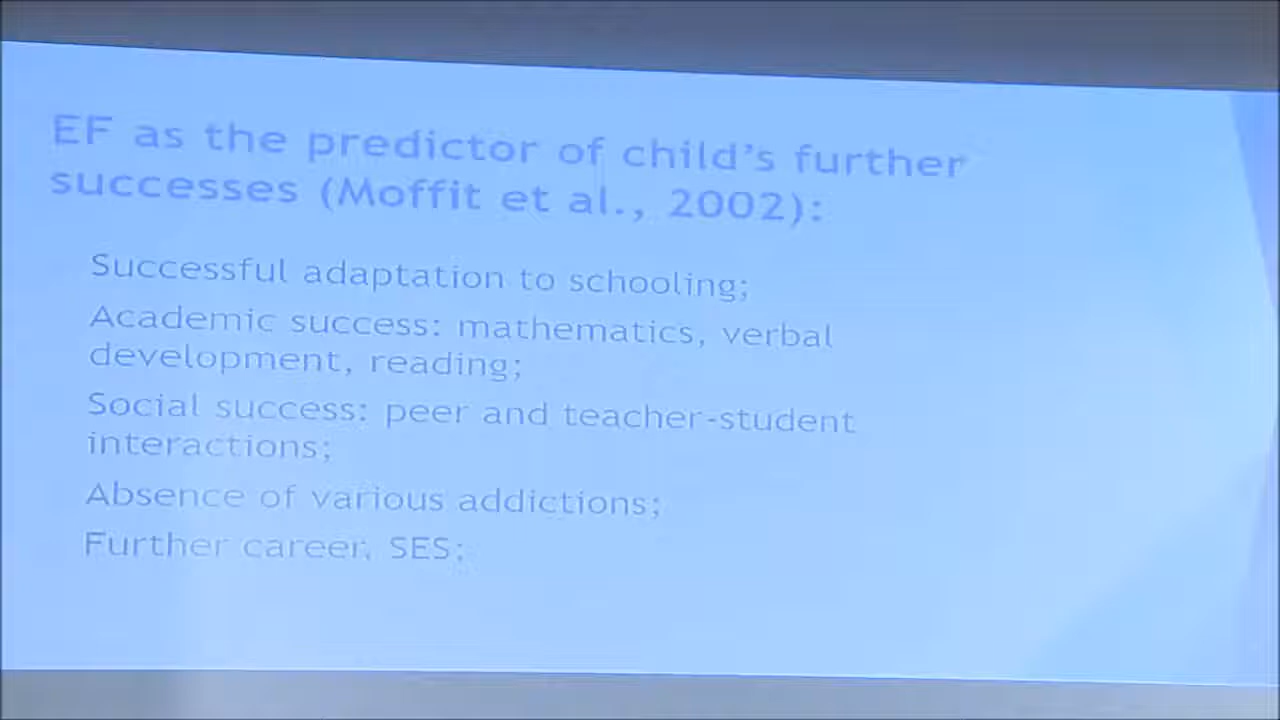 EF as the predictor of child's further
successes (Moffit et al., 2002):
Successful adaptation to schooling;
Academic success: mathematics, verbal
development, reading;
Social success: peer and teacher-student
interactions;
Absence of various addictions;
Further career, SES;